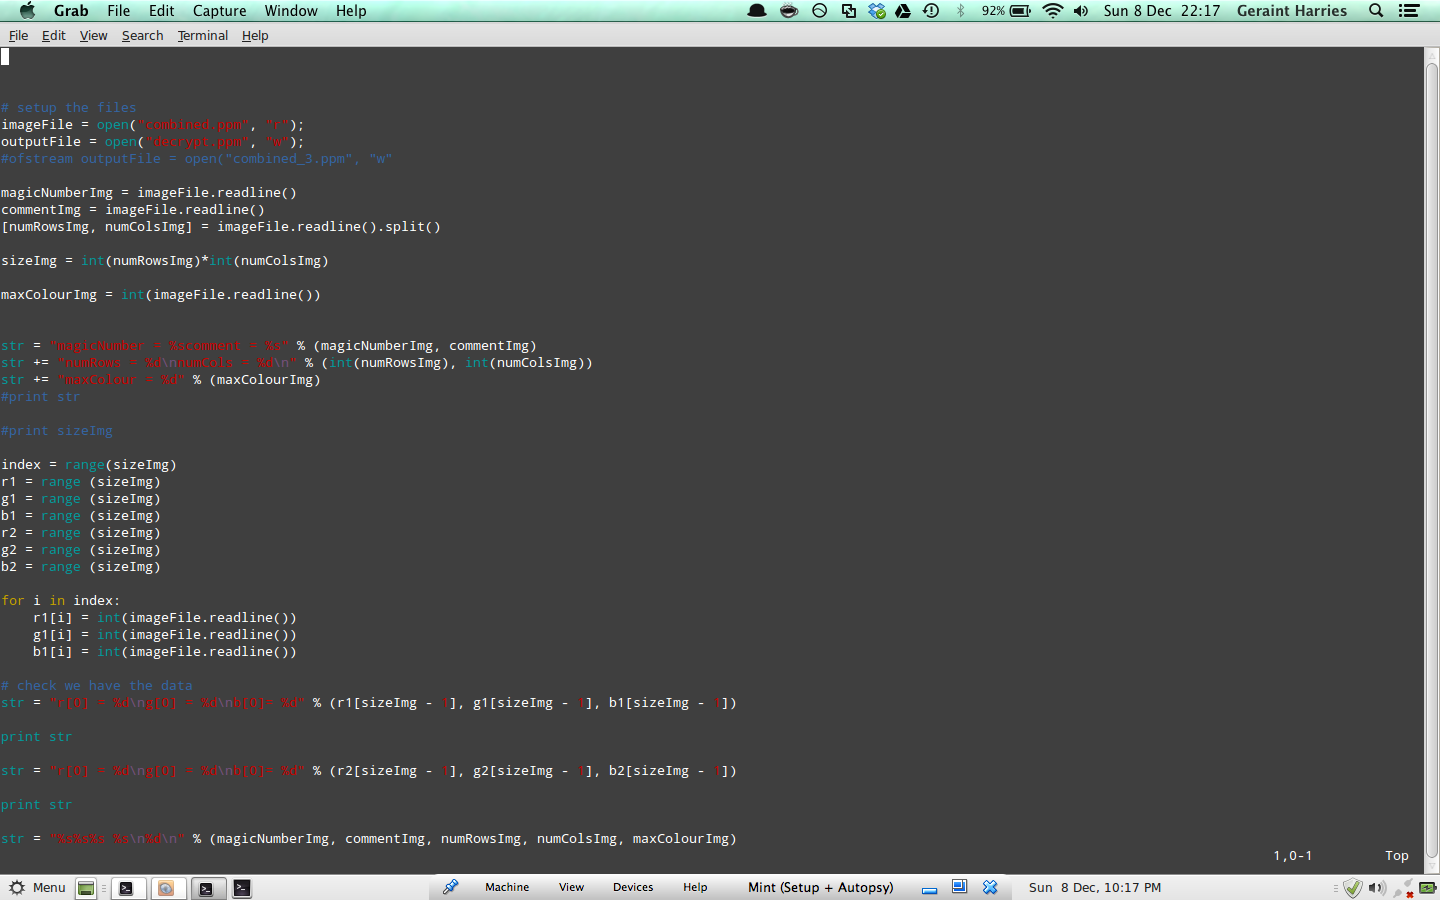 Grab File Edit Capture Window Help 92% Sun 8 Dec 22:17 Geraint Harries
File Edit View Search Terminal Help
# setup the files
imageFile = open("combined.ppm", "r");
outputFile = open("decrypt.ppm", "w");
#ofstream outputFile = open("combined_3.ppm", "w"
magicNumberImg = imageFile.readline()
commentImg = imageFile.readline()
[numRowsImg, numColsImg] = imageFile.readline().split()
sizeImg = int(numRowsImg)*int(numColsImg)
maxColourImg = int(imageFile.readline())
str = "magicNumber = %scomment = %s" % (magicNumberImg, commentImg)
str += "numRows = %d\nnumCols = %d\n" % (int(numRowsImg), int(numColsImg))
str += "maxColour = %d" % (maxColourImg)
#print str
#print sizeImg
index = range(sizeImg)
r1 = range (sizeImg)
g1 = range (sizeImg)
b1 = range (sizeImg)
r2 = range (sizeImg)
g2 = range (sizeImg)
b2 = range (sizeImg)
for i in index:
    r1[i] = int(imageFile.readline())
    g1[i] = int(imageFile.readline())
    b1[i] = int(imageFile.readline())
# check we have the data
str = "r[0] = %d\ng[0] = %d\nb[0]= %d" % (r1[sizeImg - 1], g1[sizeImg - 1], b1[sizeImg - 1])
print str
str = "r[0] = %d\ng[0] = %d\nb[0]= %d" % (r2[sizeImg - 1], g2[sizeImg - 1], b2[sizeImg - 1])
print str
str = "%s%s%s %s\n%d\n" % (magicNumberImg, commentImg, numRowsImg, numColsImg, maxColourImg)
1,0-1 Top
Menu Machine View Devices Help Mint (Setup + Autopsy) Sun 8 Dec, 10:17 PM